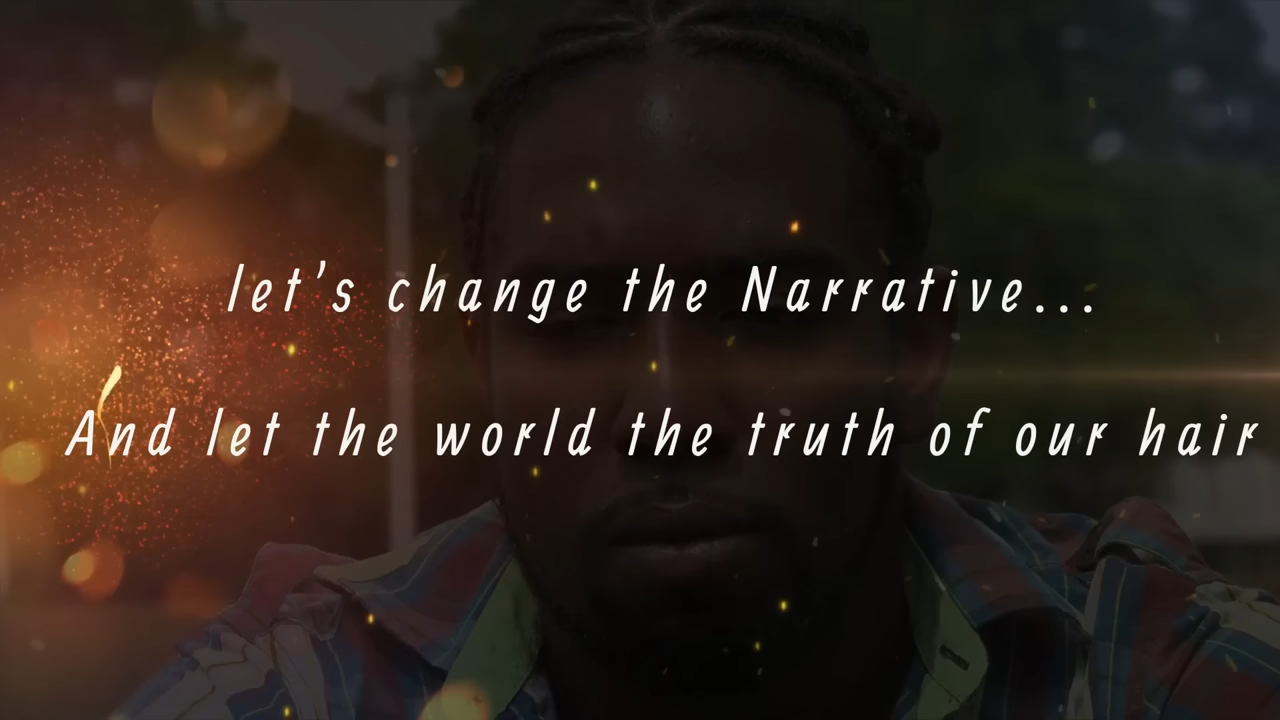 let's change the Narrative...
And let the world the truth of our hair